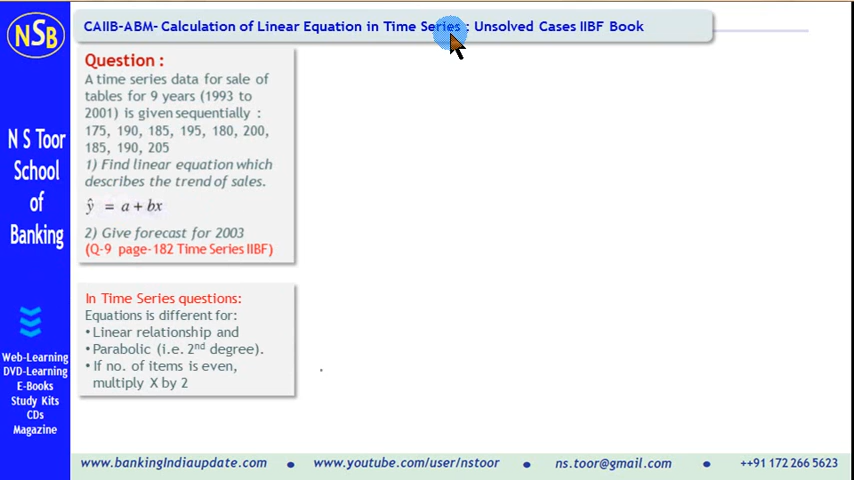 NSB
CAIIB-ABM- Calculation of Linear Equation in Time Series : Unsolved Cases IIBF Book
N S Toor
School
of
Banking
Web-Learning
DVD-Learning
E-Books
Study Kits
CDs
Magazine
Question :
A time series data for sale of
tables for 9 years (1993 to
2001) is given sequentially :
175, 190, 185, 195, 180, 200,
185, 190, 205
1) Find linear equation which
describes the trend of sales.
ŷ = a + bx
2) Give forecast for 2003
(Q-9 page-182 Time Series IIBF)
In Time Series questions:
Equations is different for:
• Linear relationship and
• Parabolic (i.e. 2nd degree).
• If no. of items is even,
multiply X by 2
www.bankingIndiaupdate.com • www.youtube.com/user/nstoor • ns.toor@gmail.com • ++91 172 266 5623